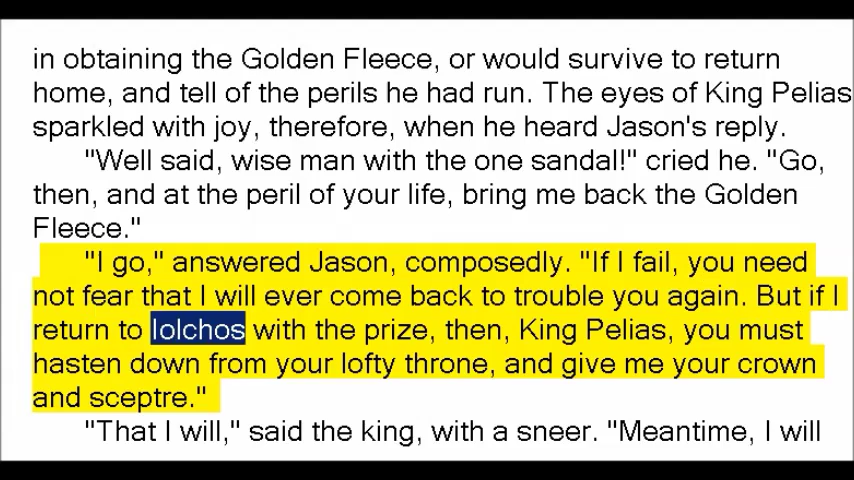 in obtaining the Golden Fleece, or would survive to return
home, and tell of the perils he had run. The eyes of King Pelias
sparkled with joy, therefore, when he heard Jason's reply.
"Well said, wise man with the one sandal!" cried he. "Go,
then, and at the peril of your life, bring me back the Golden
Fleece."
"I go," answered Jason, composedly. "If I fail, you need
not fear that I will ever come back to trouble you again. But if I
return to Iolchos with the prize, then, King Pelias, you must
hasten down from your lofty throne, and give me your crown
and sceptre."
"That I will," said the king, with a sneer. "Meantime, I will